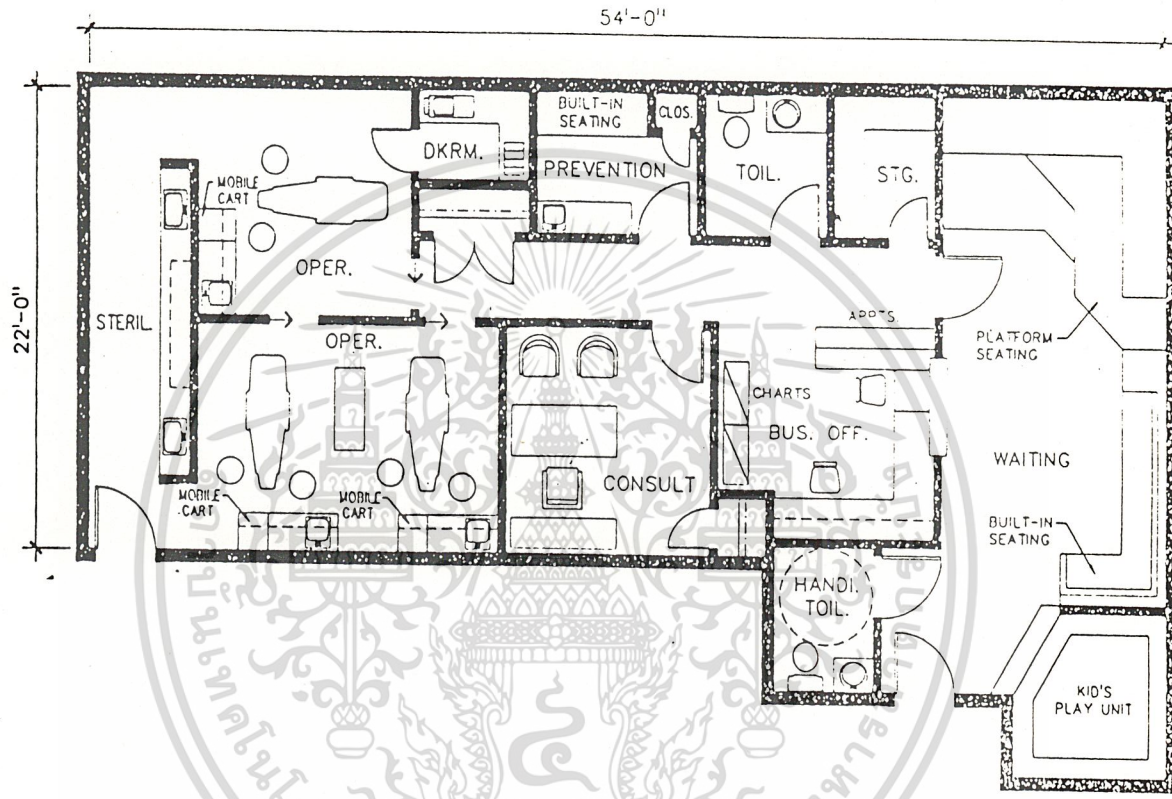 54'-0"
22'-0"
BUILT-IN
SEATING
CLOS.
DKRM.
PREVENTION
TOIL.
STG.
MOBILE
CART
OPER.
STERIL.
OPER.
APPTS
PLATFORM
SEATING
CHARTS
BUS. OFF.
WAITING
CONSULT
MOBILE
CART
MOBILE
CART
BUILT-IN
SEATING
HANDI.
TOIL.
KID'S
PLAY UNIT